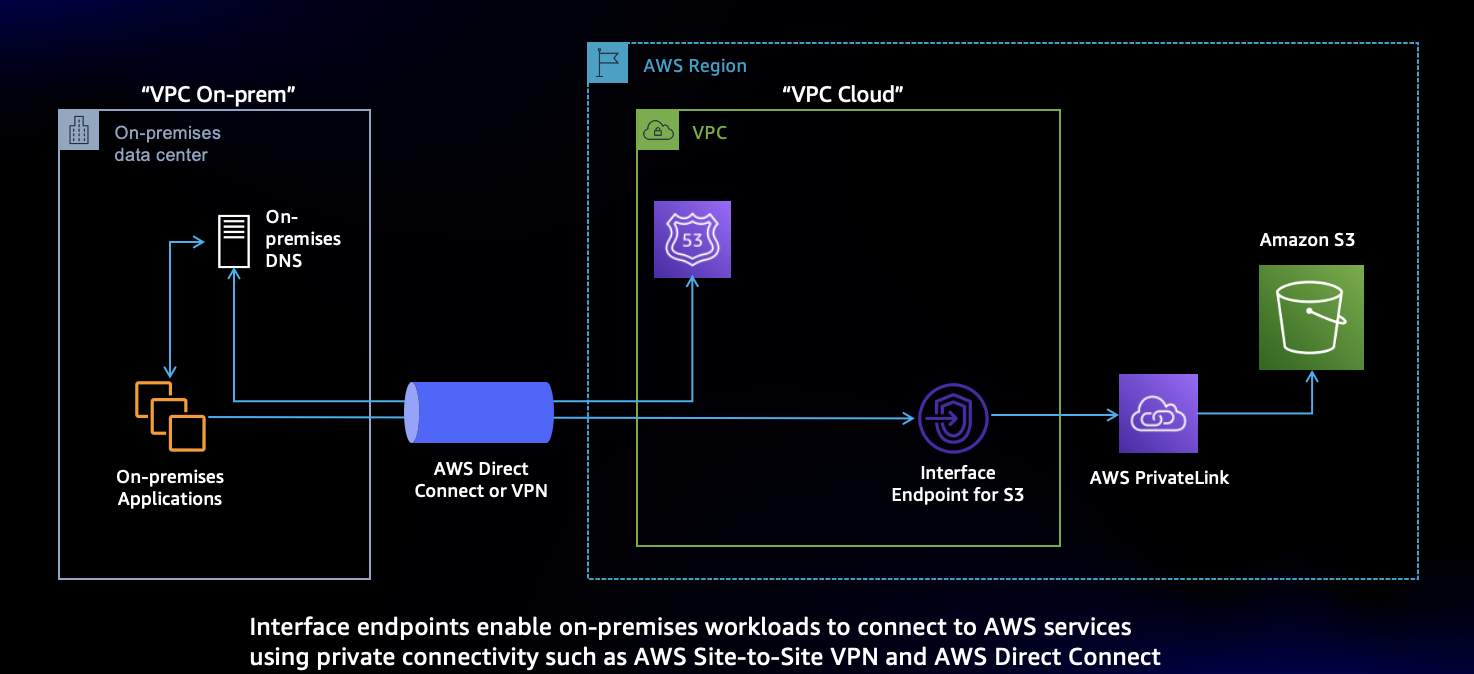 AWS Region
“VPC On-prem”
“VPC Cloud”
On-premises
data center
VPC
On-
premises
DNS
53
Amazon S3
On-premises
Applications
AWS Direct
Connect or VPN
Interface
Endpoint for S3
AWS PrivateLink
Interface endpoints enable on-premises workloads to connect to AWS services
using private connectivity such as AWS Site-to-Site VPN and AWS Direct Connect